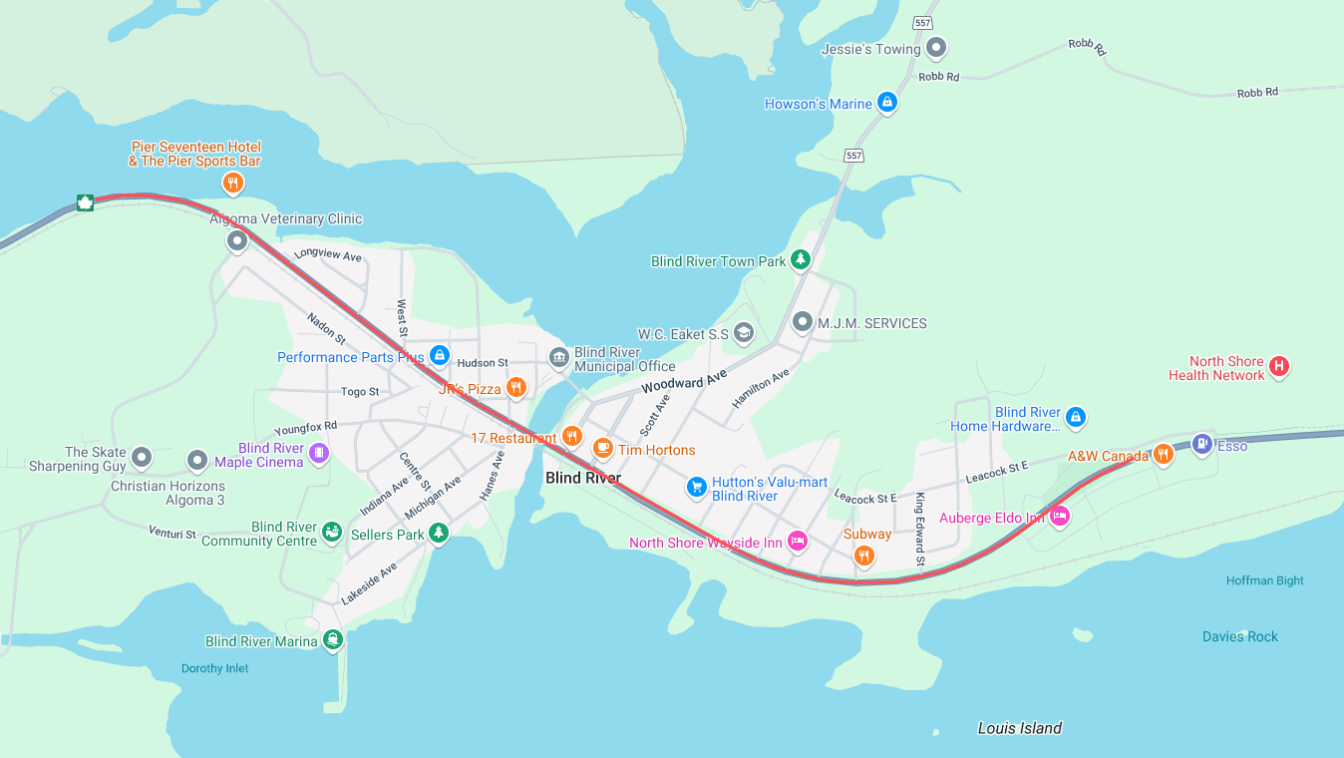 557
Jessie's Towing
Robb Rd
Robb Rd
Robb Rd
Howson's Marine
557
Pier Seventeen Hotel
& The Pier Sports Bar
Algoma Veterinary Clinic
Longview Ave
Blind River Town Park
West St
Nadon St
W.C. Eaket S.S
M.J.M. SERVICES
Performance Parts Plus
Hudson St
Blind River
Municipal Office
North Shore
Health Network
Togo St
JR's Pizza
Woodward Ave
Hamilton Ave
Scott Ave
Blind River
Home Hardware...
Youngfox Rd
17 Restaurant
Tim Hortons
The Skate
Sharpening Guy
Blind River
Maple Cinema
A&W Canada
Esso
Christian Horizons
Algoma 3
Centre St
Hanes Ave
Blind River
Leacock St E
Indiana Ave
Michigan Ave
Hutton's Valu-mart
Blind River
Leacock St E
King Edward St
Auberge Eldo Inn
Venturi St
Blind River
Community Centre
Sellers Park
North Shore Wayside Inn
Subway
Lakeside Ave
Hoffman Bight
Blind River Marina
Davies Rock
Dorothy Inlet
Louis Island